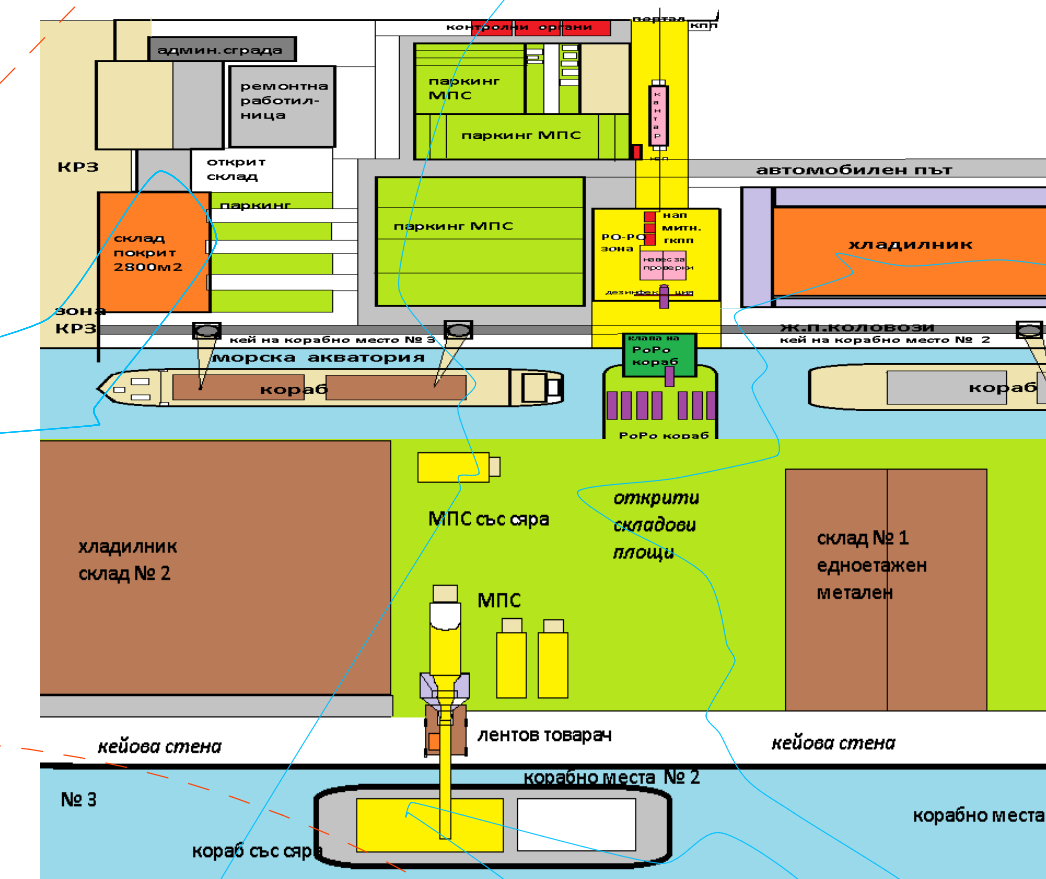 контролни органи
портал
кпп
админ.сграда
паркинг
МПС
ремонтна
работил-
ница
кантар
паркинг МПС
КРЗ
открит
склад
автомобилен път
паркинг
склад
покрит
2800м2
паркинг МПС
РО-РО
зона
нап
митн.
гкпп
навес за
проверки
хладилник
дезинфекция
зона
КРЗ
кей на корабно место № 3
ж.п.коловози
кей на корабно место № 2
клапа на
РоРо
кораб
морска акватория
кораб
кораб
РоРо кораб
МПС със сяра
открити
складови
площи
хладилник
склад № 2
склад № 1
едноетажен
метален
МПС
кейова стена
лентов товарач
кейова стена
корабно места № 2
№ 3
корабно места
кораб със сяра